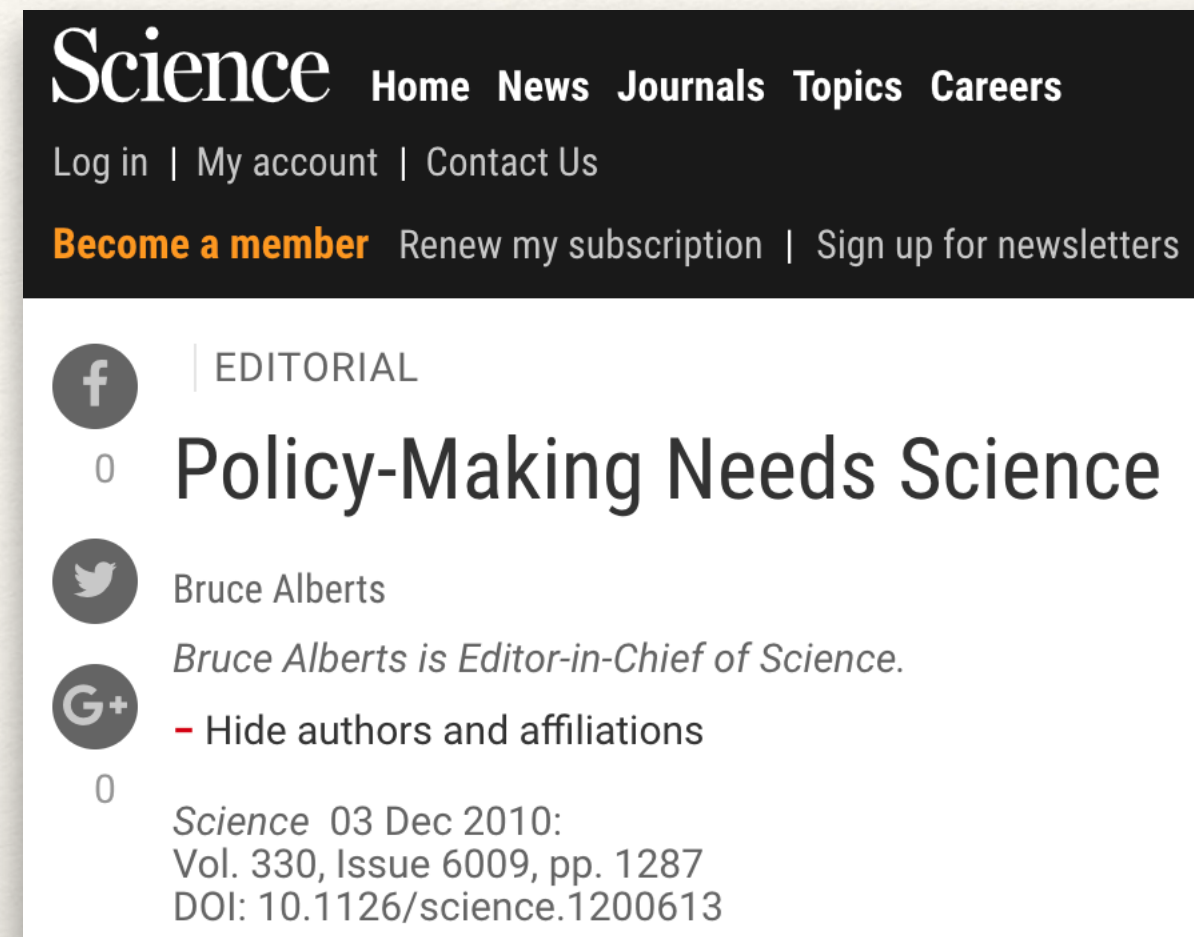 Science Home News Journals Topics Careers
Log in | My account | Contact Us
Become a member Renew my subscription | Sign up for newsletters
EDITORIAL
f
0
Policy-Making Needs Science
Bruce Alberts
Bruce Alberts is Editor-in-Chief of Science.
G+
– Hide authors and affiliations
0
Science 03 Dec 2010:
Vol. 330, Issue 6009, pp. 1287
DOI: 10.1126/science.1200613